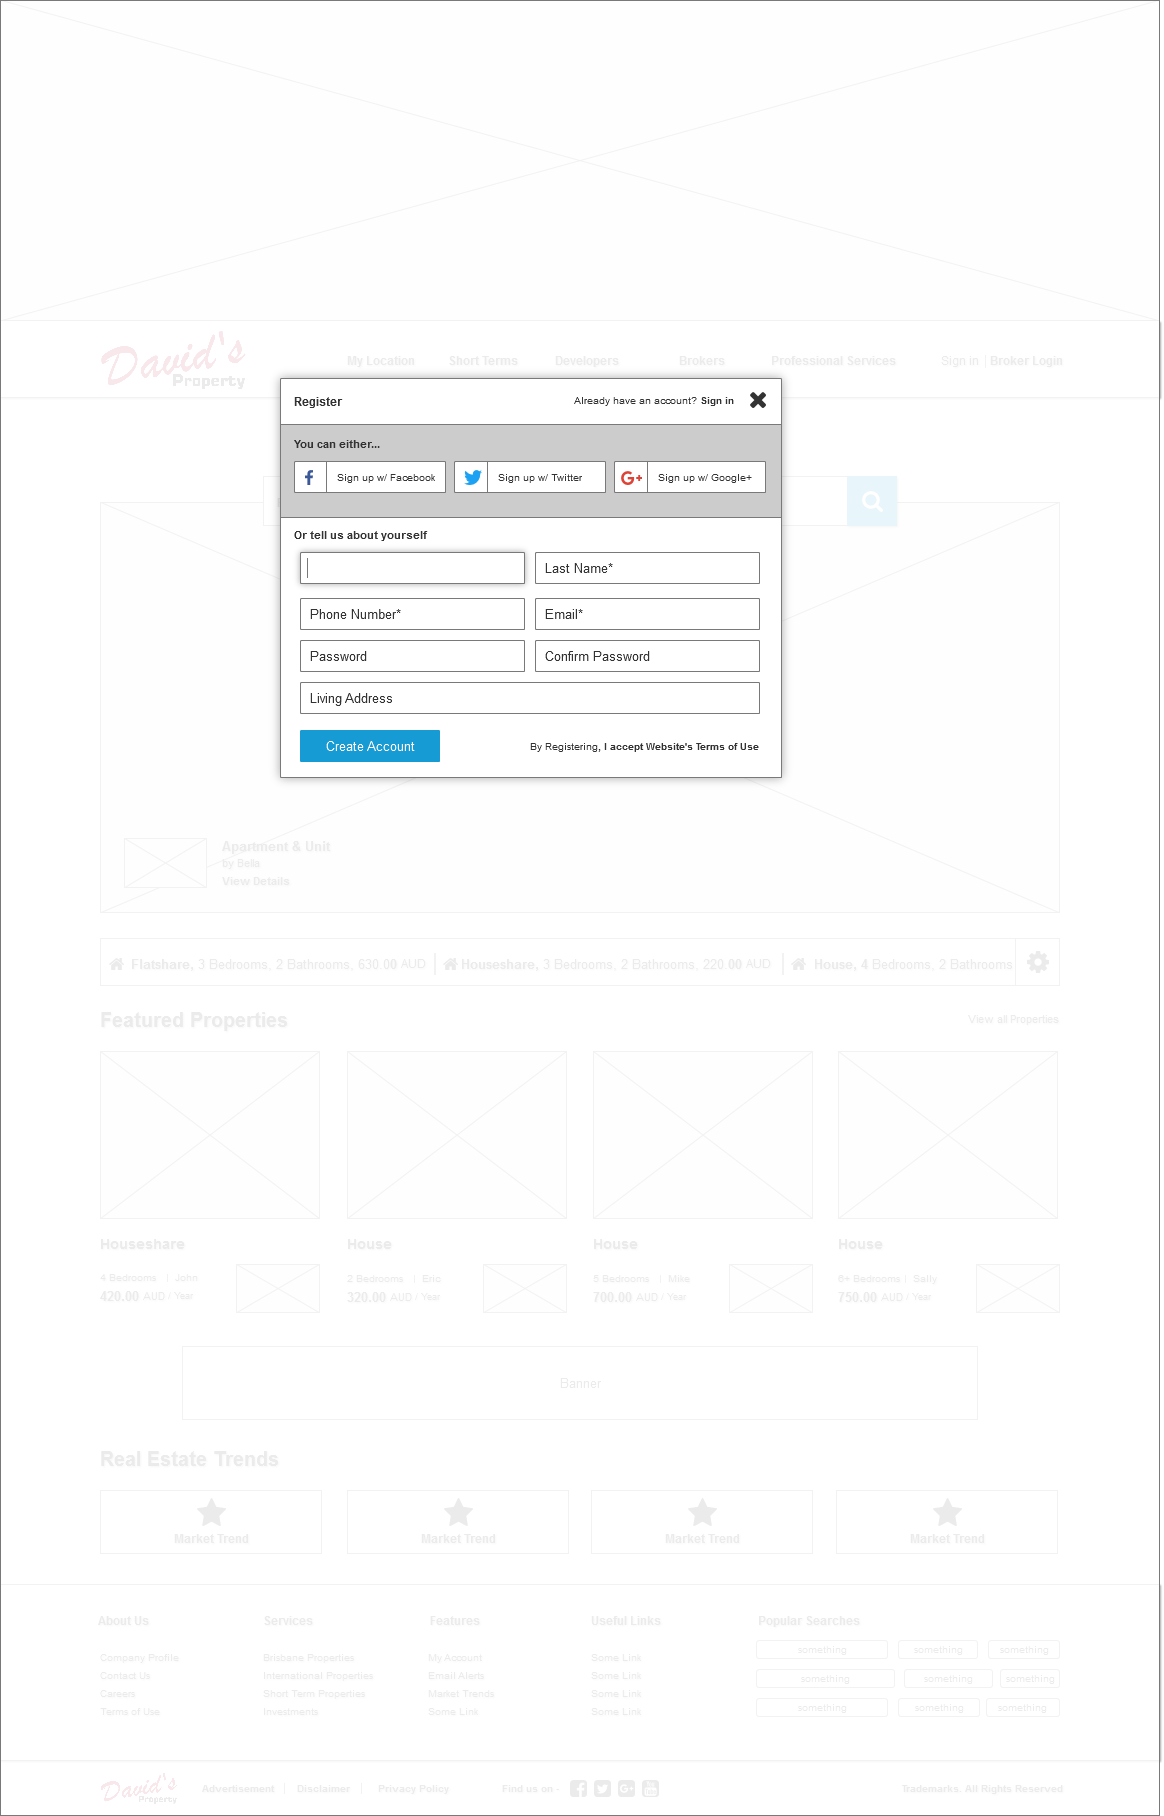 David's
Property
My Location Short Terms Developers Brokers Professional Services Sign in | Broker Login
Register Already have an account? Sign in
You can either...
Sign up w/ Facebook Sign up w/ Twitter Sign up w/ Google+
Or tell us about yourself
Last Name*
Phone Number* Email*
Password Confirm Password
Living Address
Create Account By Registering, I accept Website's Terms of Use
Apartment & Unit
by Bella
View Details
Flatshare, 3 Bedrooms, 2 Bathrooms, 630.00 AUD | Houseshare, 3 Bedrooms, 2 Bathrooms, 220.00 AUD | House, 4 Bedrooms, 2 Bathrooms
Featured Properties View all Properties
Houseshare House House House
4 Bedrooms | John 2 Bedrooms | Eric Bedrooms | Mike 6+ Bedrooms | Sally
420.00 AUD / Year 320.00 AUD / Year 700.00 AUD / Year 750.00 AUD / Year
Banner
Real Estate Trends
Market Trend Market Trend Market Trend Market Trend
About Us Services Features Useful Links Popular Searches
Company Profile Brisbane Properties My Account Some Link something something something
Contact Us International Properties Email Alerts Some Link something something something
Careers Short Term Properties Market Trends Some Link something something something
Terms of Use Investments Some Link Some Link
David's
Property
Advertisement | Disclaimer | Privacy Policy Find us on - You Tube Trademarks. All Rights Reserved